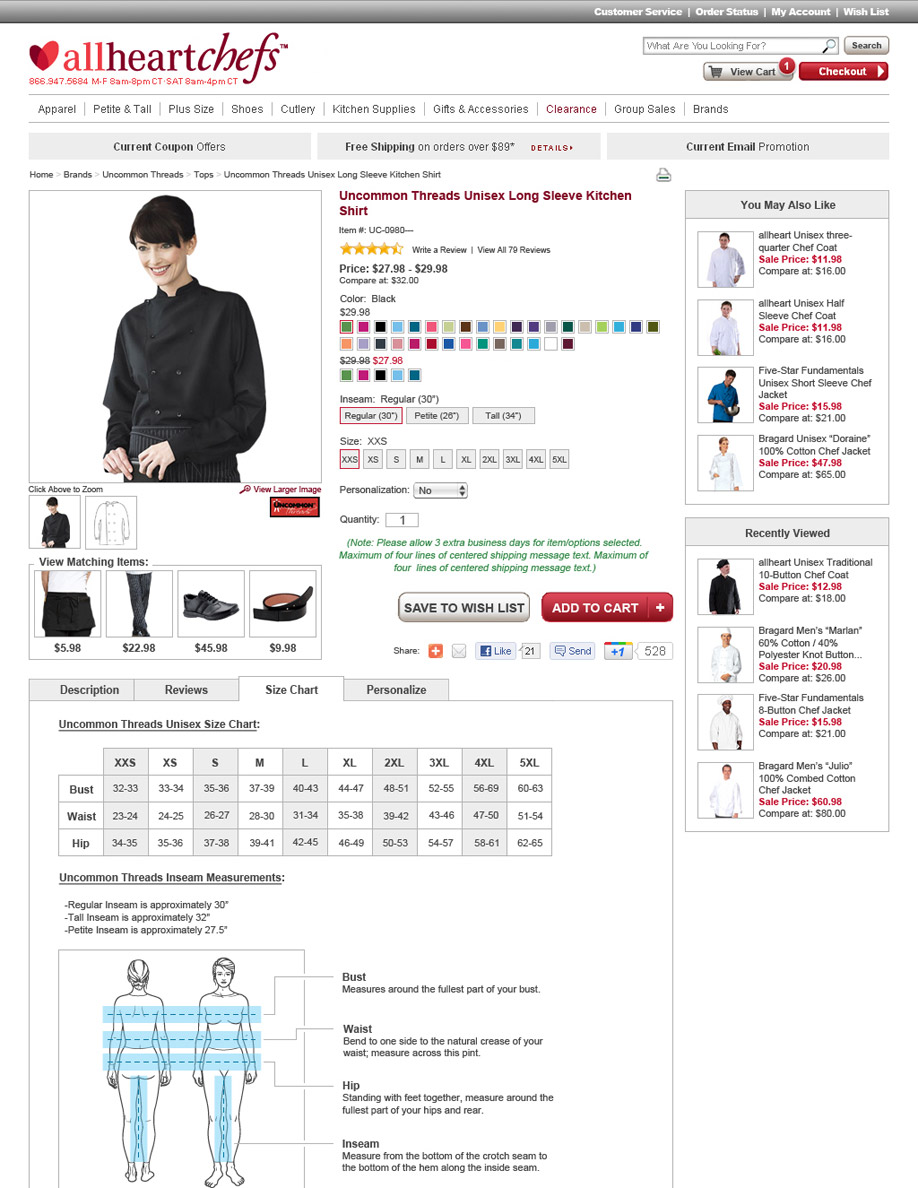 Customer Service | Order Status | My Account | Wish List
allheartchefs™
866.947.5684 M-F 8am-8pm CT·SAT 8am-4pm CT
What Are You Looking For?
Search
View Cart 1
Checkout
Apparel | Petite & Tall | Plus Size | Shoes | Cutlery | Kitchen Supplies | Gifts & Accessories | Clearance | Group Sales | Brands
Current Coupon Offers
Free Shipping on orders over $89* DETAILS
Current Email Promotion
Home > Brands > Uncommon Threads > Tops > Uncommon Threads Unisex Long Sleeve Kitchen Shirt
Click Above to Zoom
View Larger Image
UNCOMMON
Threads
View Matching Items:
$5.98 $22.98 $45.98 $9.98
Uncommon Threads Unisex Long Sleeve Kitchen
Shirt
Item #: UC-0980---
Write a Review | View All 79 Reviews
Price: $27.98 - $29.98
Compare at: $32.00
Color: Black
$29.98
$29.98 $27.98
Inseam: Regular (30")
Regular (30") Petite (26") Tall (34")
Size: XXS
XXS XS S M L XL 2XL 3XL 4XL 5XL
Personalization: No
Quantity: 1
(Note: Please allow 3 extra business days for item/options selected.
Maximum of four lines of centered shipping message text. Maximum of
four lines of centered shipping message text.)
SAVE TO WISH LIST
ADD TO CART +
Share: Like 21 Send +1 528
You May Also Like
allheart Unisex three-
quarter Chef Coat
Sale Price: $11.98
Compare at: $16.00
allheart Unisex Half
Sleeve Chef Coat
Sale Price: $11.98
Compare at: $16.00
Five-Star Fundamentals
Unisex Short Sleeve Chef
Jacket
Sale Price: $15.98
Compare at: $21.00
Bragard Unisex “Doraine”
100% Cotton Chef Jacket
Sale Price: $47.98
Compare at: $65.00
Recently Viewed
allheart Unisex Traditional
10-Button Chef Coat
Sale Price: $12.98
Compare at: $18.00
Bragard Men's “Marlan”
60% Cotton / 40%
Polyester Knot Button...
Sale Price: $20.98
Compare at: $26.00
Five-Star Fundamentals
8-Button Chef Jacket
Sale Price: $15.98
Compare at: $21.00
Bragard Men's “Julio”
100% Combed Cotton
Chef Jacket
Sale Price: $60.98
Compare at: $80.00
Description Reviews Size Chart Personalize
Uncommon Threads Unisex Size Chart:
XXS XS S M L XL 2XL 3XL 4XL 5XL
Bust 32-33 33-34 35-36 37-39 40-43 44-47 48-51 52-55 56-69 60-63
Waist 23-24 24-25 26-27 28-30 31-34 35-38 39-42 43-46 47-50 51-54
Hip 34-35 35-36 37-38 39-41 42-45 46-49 50-53 54-57 58-61 62-65
Uncommon Threads Inseam Measurements:
-Regular Inseam is approximately 30"
-Tall Inseam is approximately 32"
-Petite Inseam is approximately 27.5"
Bust
Measures around the fullest part of your bust.
Waist
Bend to one side to the natural crease of your
waist; measure across this pint.
Hip
Standing with feet together, measure around the
fullest part of your hips and rear.
Inseam
Measure from the bottom of the crotch seam to
the bottom of the hem along the inside seam.